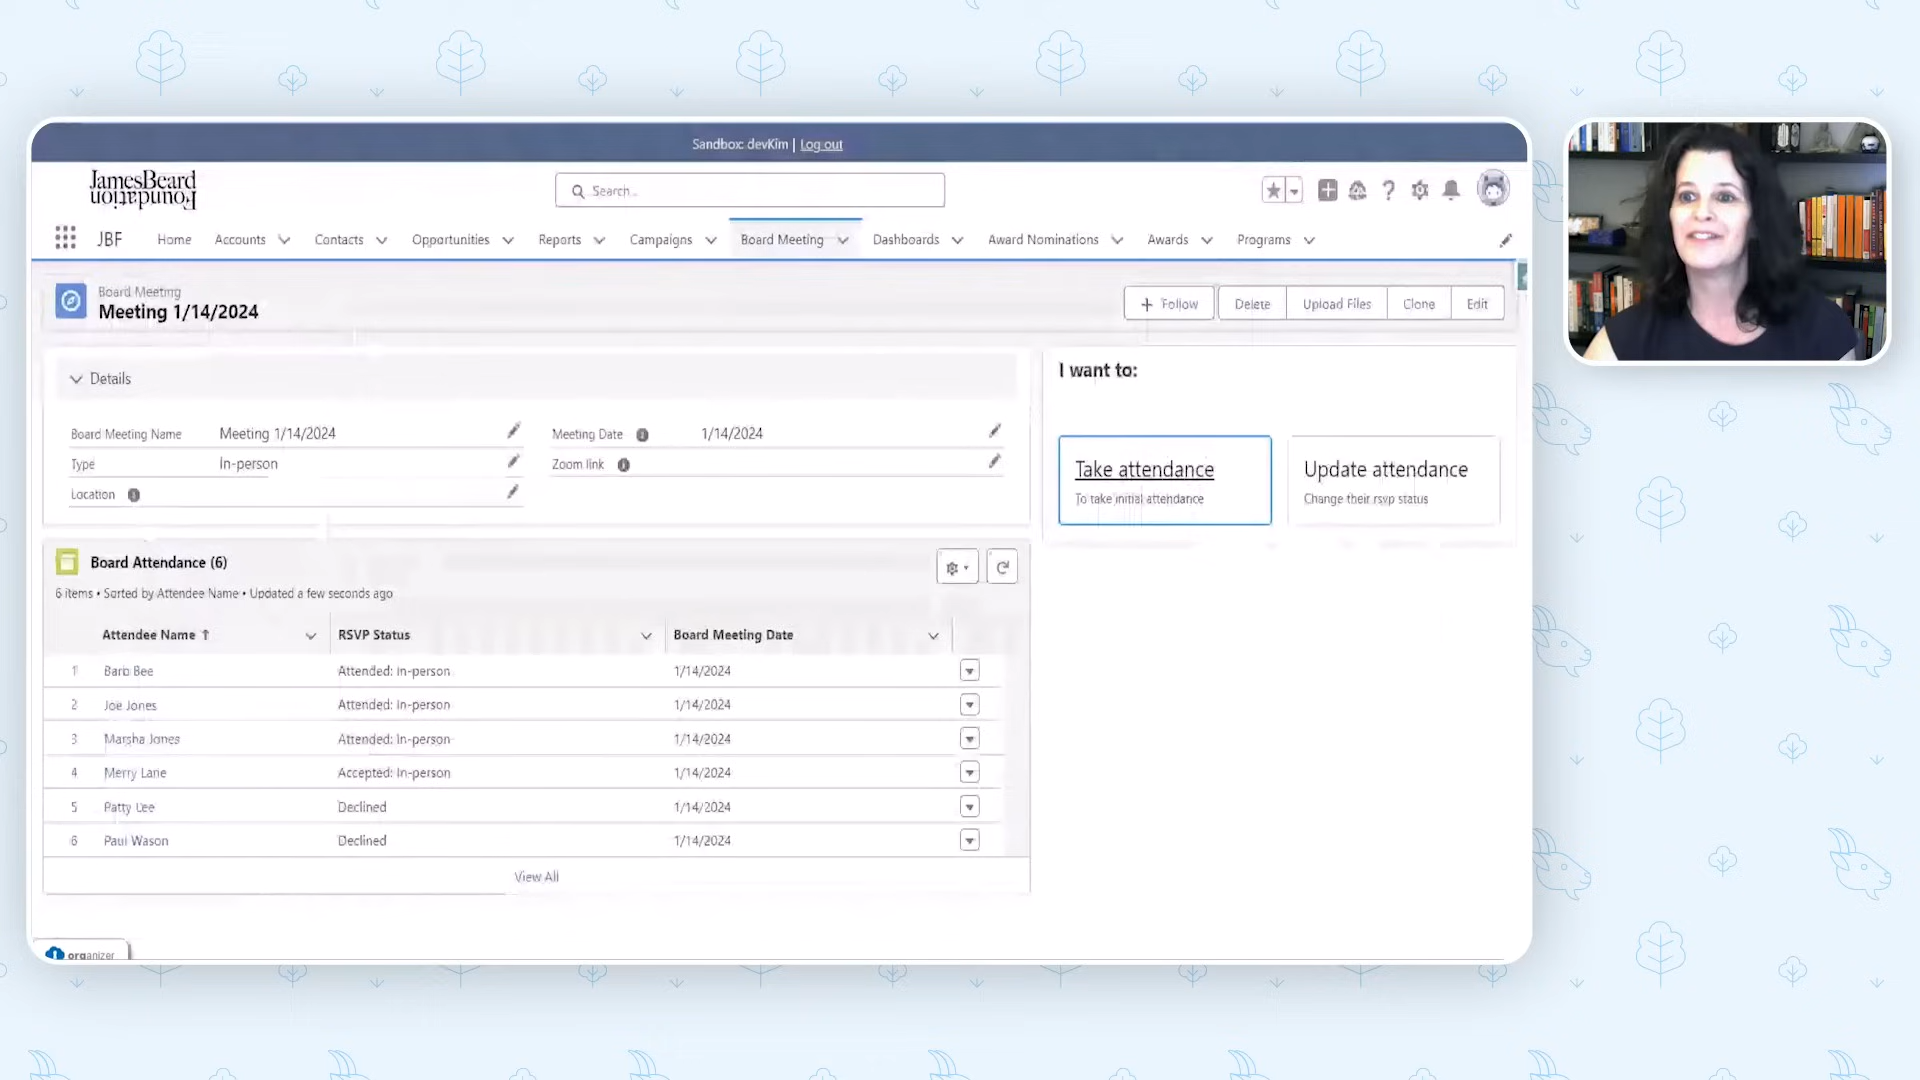 Sandbox: devKim | Log out
JamesBeard
Foundation
Search...
JBF
Home
Accounts
Contacts
Opportunities
Reports
Campaigns
Board Meeting
Dashboards
Award Nominations
Awards
Programs
Board Meeting
Meeting 1/14/2024
Follow
Delete
Upload Files
Clone
Edit
Details
Board Meeting Name
Meeting 1/14/2024
Meeting Date
1/14/2024
Type
In-person
Zoom link
Location
I want to:
Take attendance
To take initial attendance
Update attendance
Change their rsvp status
Board Attendance (6)
6 items • Sorted by Attendee Name • Updated a few seconds ago
Attendee Name ↑ RSVP Status Board Meeting Date
1 Barb Bee Attended: In-person 1/14/2024
2 Joe Jones Attended: In-person 1/14/2024
3 Marsha Jones Attended: In-person 1/14/2024
4 Merry Lane Accepted: In-person 1/14/2024
5 Patty Lee Declined 1/14/2024
6 Paul Wason Declined 1/14/2024
View All
organizer